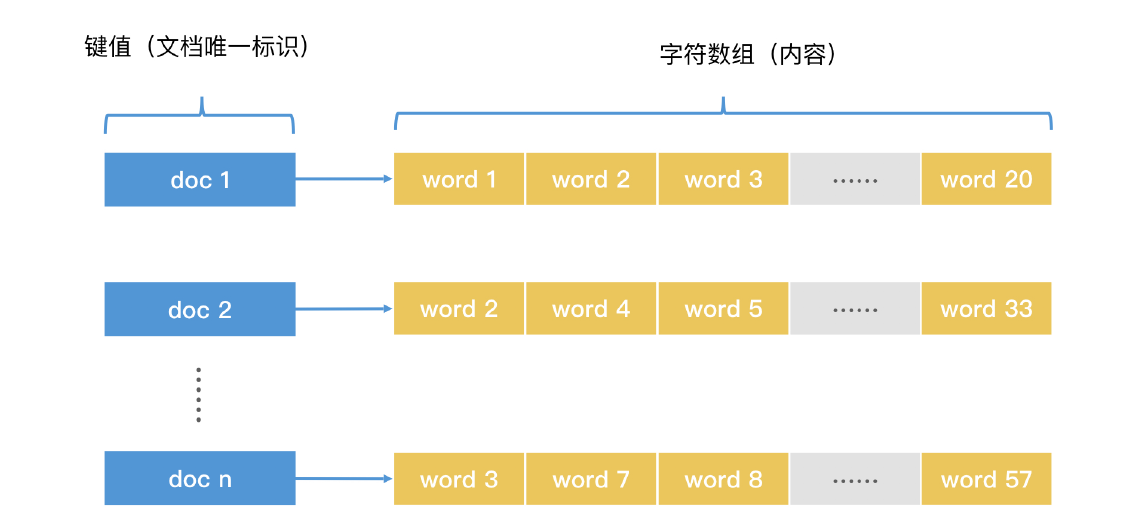 键值（文档唯一标识）
字符数组（内容）
doc 1 word 1 word 2 word 3 …… word 20
doc 2 word 2 word 4 word 5 …… word 33
……
doc n word 3 word 7 word 8 …… word 57